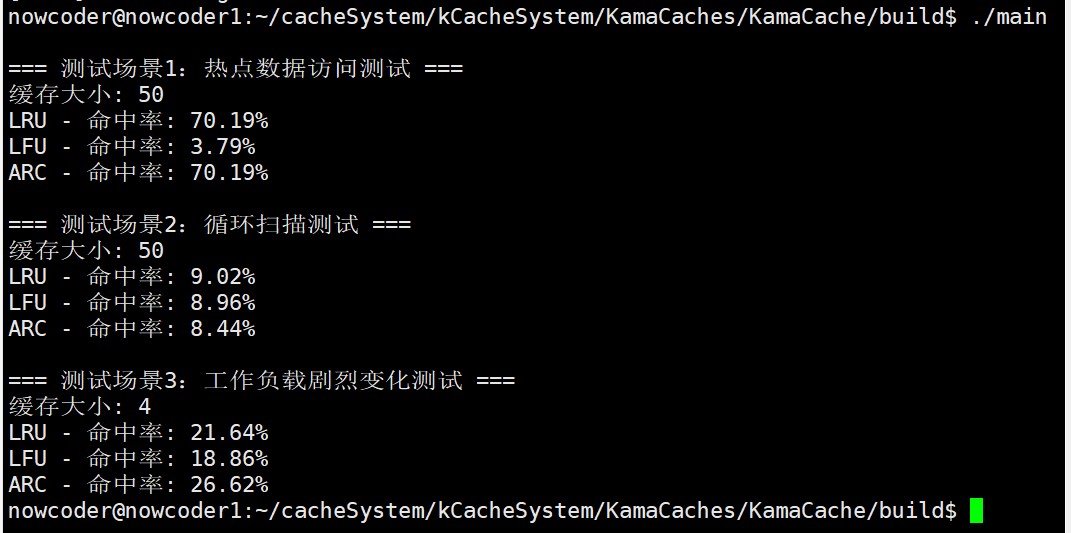 nowcoder@nowcoder1:~/cacheSystem/kCacheSystem/KamaCaches/KamaCache/build$ ./main
=== 测试场景1：热点数据访问测试 ===
缓存大小: 50
LRU - 命中率: 70.19%
LFU - 命中率: 3.79%
ARC - 命中率: 70.19%
=== 测试场景2：循环扫描测试 ===
缓存大小: 50
LRU - 命中率: 9.02%
LFU - 命中率: 8.96%
ARC - 命中率: 8.44%
=== 测试场景3：工作负载剧烈变化测试 ===
缓存大小: 4
LRU - 命中率: 21.64%
LFU - 命中率: 18.86%
ARC - 命中率: 26.62%
nowcoder@nowcoder1:~/cacheSystem/kCacheSystem/KamaCaches/KamaCache/build$